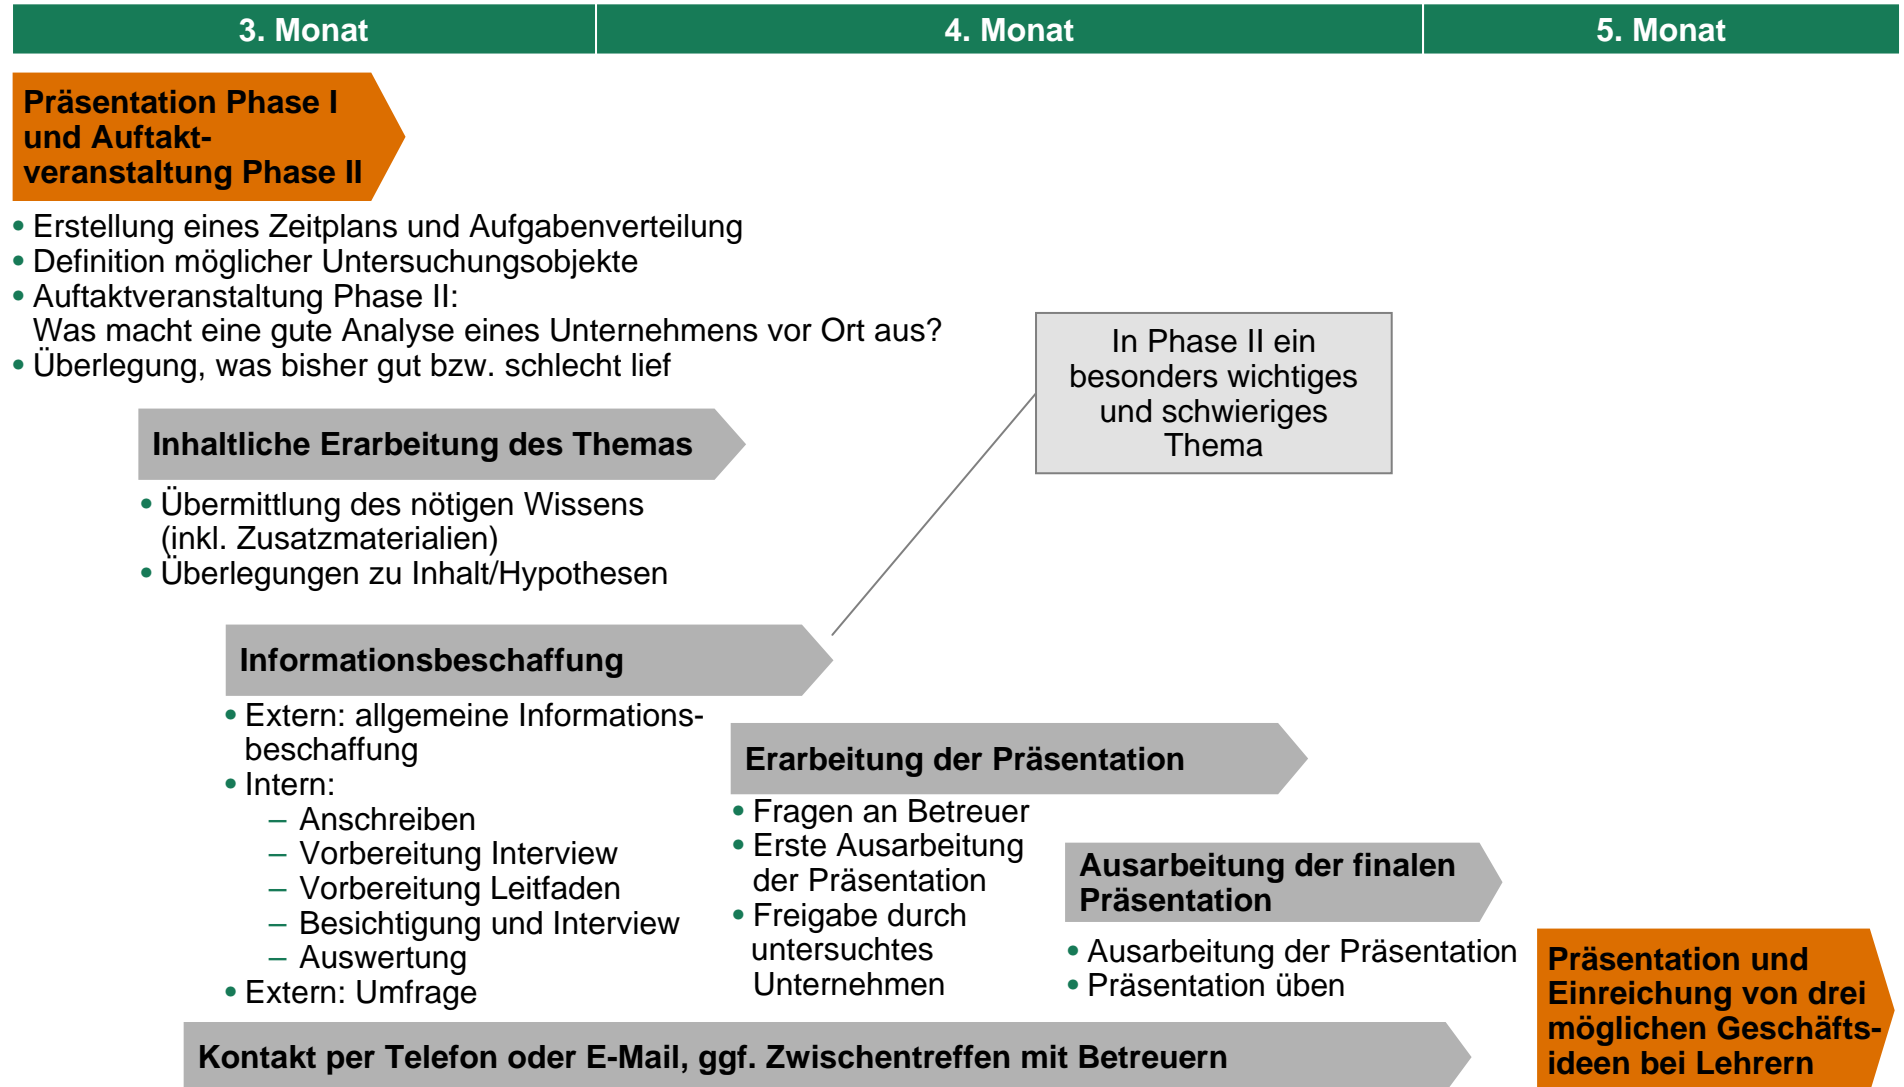 3. Monat
4. Monat
5. Monat
Präsentation Phase I
und Auftakt-
veranstaltung Phase II
• Erstellung eines Zeitplans und Aufgabenverteilung
• Definition möglicher Untersuchungsobjekte
• Auftaktveranstaltung Phase II:
Was macht eine gute Analyse eines Unternehmens vor Ort aus?
• Überlegung, was bisher gut bzw. schlecht lief
In Phase II ein
besonders wichtiges
und schwieriges
Thema
Inhaltliche Erarbeitung des Themas
• Übermittlung des nötigen Wissens
(inkl. Zusatzmaterialien)
• Überlegungen zu Inhalt/Hypothesen
Informationsbeschaffung
• Extern: allgemeine Informations-
beschaffung
• Intern:
– Anschreiben
– Vorbereitung Interview
– Vorbereitung Leitfaden
– Besichtigung und Interview
– Auswertung
• Extern: Umfrage
Erarbeitung der Präsentation
• Fragen an Betreuer
• Erste Ausarbeitung
der Präsentation
• Freigabe durch
untersuchtes
Unternehmen
Ausarbeitung der finalen
Präsentation
• Ausarbeitung der Präsentation
• Präsentation üben
Präsentation und
Einreichung von drei
möglichen Geschäfts-
ideen bei Lehrern
Kontakt per Telefon oder E-Mail, ggf. Zwischentreffen mit Betreuern